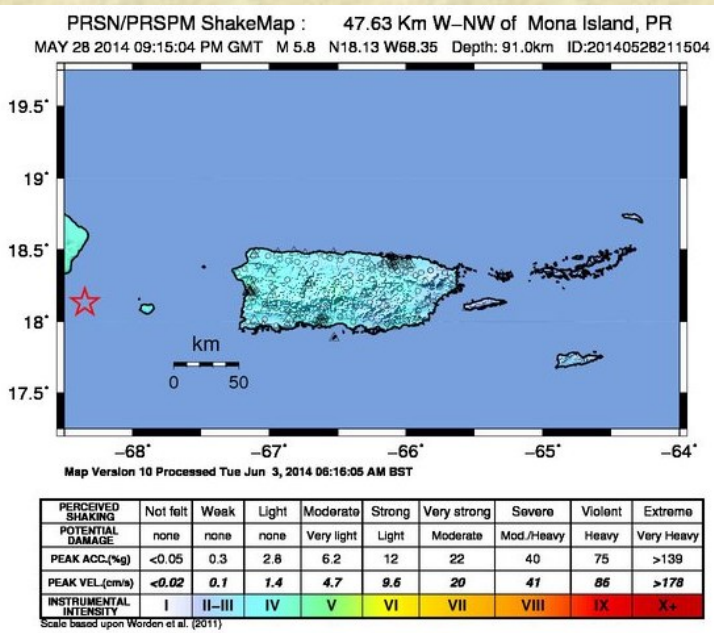 PRSN/PRSPM ShakeMap : 47.63 Km W-NW of Mona Island, PR
MAY 28 2014 09:15:04 PM GMT M 5.8 N18.13 W68.35 Depth: 91.0km ID:20140528211504
19.5°
19°
18.5°
18°
17.5°
km
0 50
-68° -67° -66° -65° -64°
Map Version 10 Processed Tue Jun 3, 2014 06:16:05 AM BST
PERCEIVED SHAKING Not felt Weak Light Moderate Strong Very strong Severe Violent Extreme
POTENTIAL DAMAGE none none none Very light Light Moderate Mod./Heavy Heavy Very Heavy
PEAK ACC.(%g) <0.05 0.3 2.8 6.2 12 22 40 75 >139
PEAK VEL.(cm/s) <0.02 0.1 1.4 4.7 9.6 20 41 86 >178
INSTRUMENTAL INTENSITY I II-III IV V VI VII VIII IX X+
Scale based upon Worden et al. (2011)